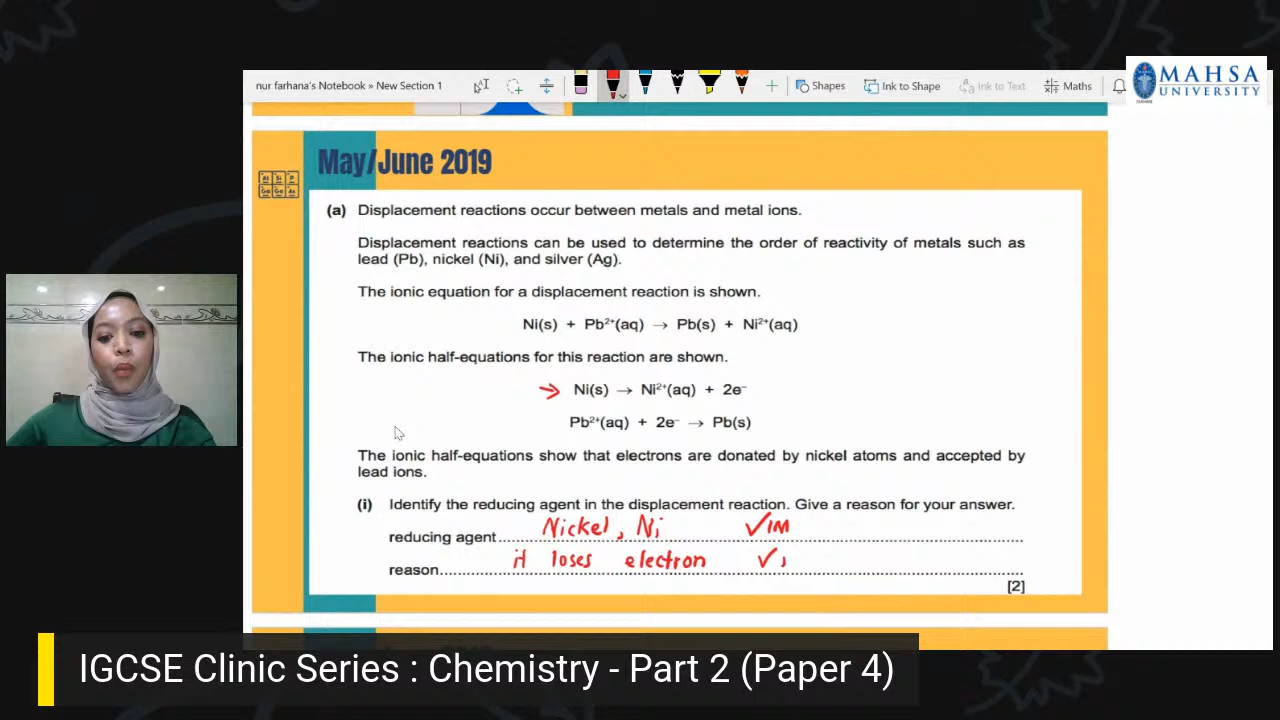 nur farhana's Notebook » New Section 1
Shapes
Ink to Shape
Ink to Text
Maths
MAHSA
UNIVERSITY
May/June 2019
(a) Displacement reactions occur between metals and metal ions.
Displacement reactions can be used to determine the order of reactivity of metals such as
lead (Pb), nickel (Ni), and silver (Ag).
The ionic equation for a displacement reaction is shown.
Ni(s) + Pb²⁺(aq) → Pb(s) + Ni²⁺(aq)
The ionic half-equations for this reaction are shown.
→ Ni(s) → Ni²⁺(aq) + 2e⁻
Pb²⁺(aq) + 2e⁻ → Pb(s)
The ionic half-equations show that electrons are donated by nickel atoms and accepted by
lead ions.
(i) Identify the reducing agent in the displacement reaction. Give a reason for your answer.
reducing agent Nickel, Ni ✓1M
reason it loses electron ✓
[2]
IGCSE Clinic Series : Chemistry - Part 2 (Paper 4)